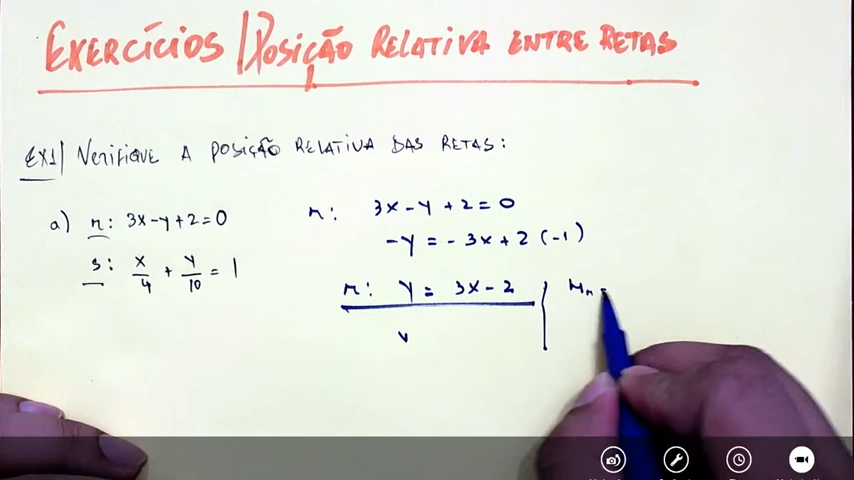 EXERCÍCIOS | POSIÇÃO RELATIVA ENTRE RETAS
EX1| VERIFIQUE A POSIÇÃO RELATIVA DAS RETAS:
a) r: 3x-y+2=0
s: x/4 + y/10 = 1
r: 3x-y+2=0
-y = -3x+2 (-1)
r: y = 3x-2
Mr =